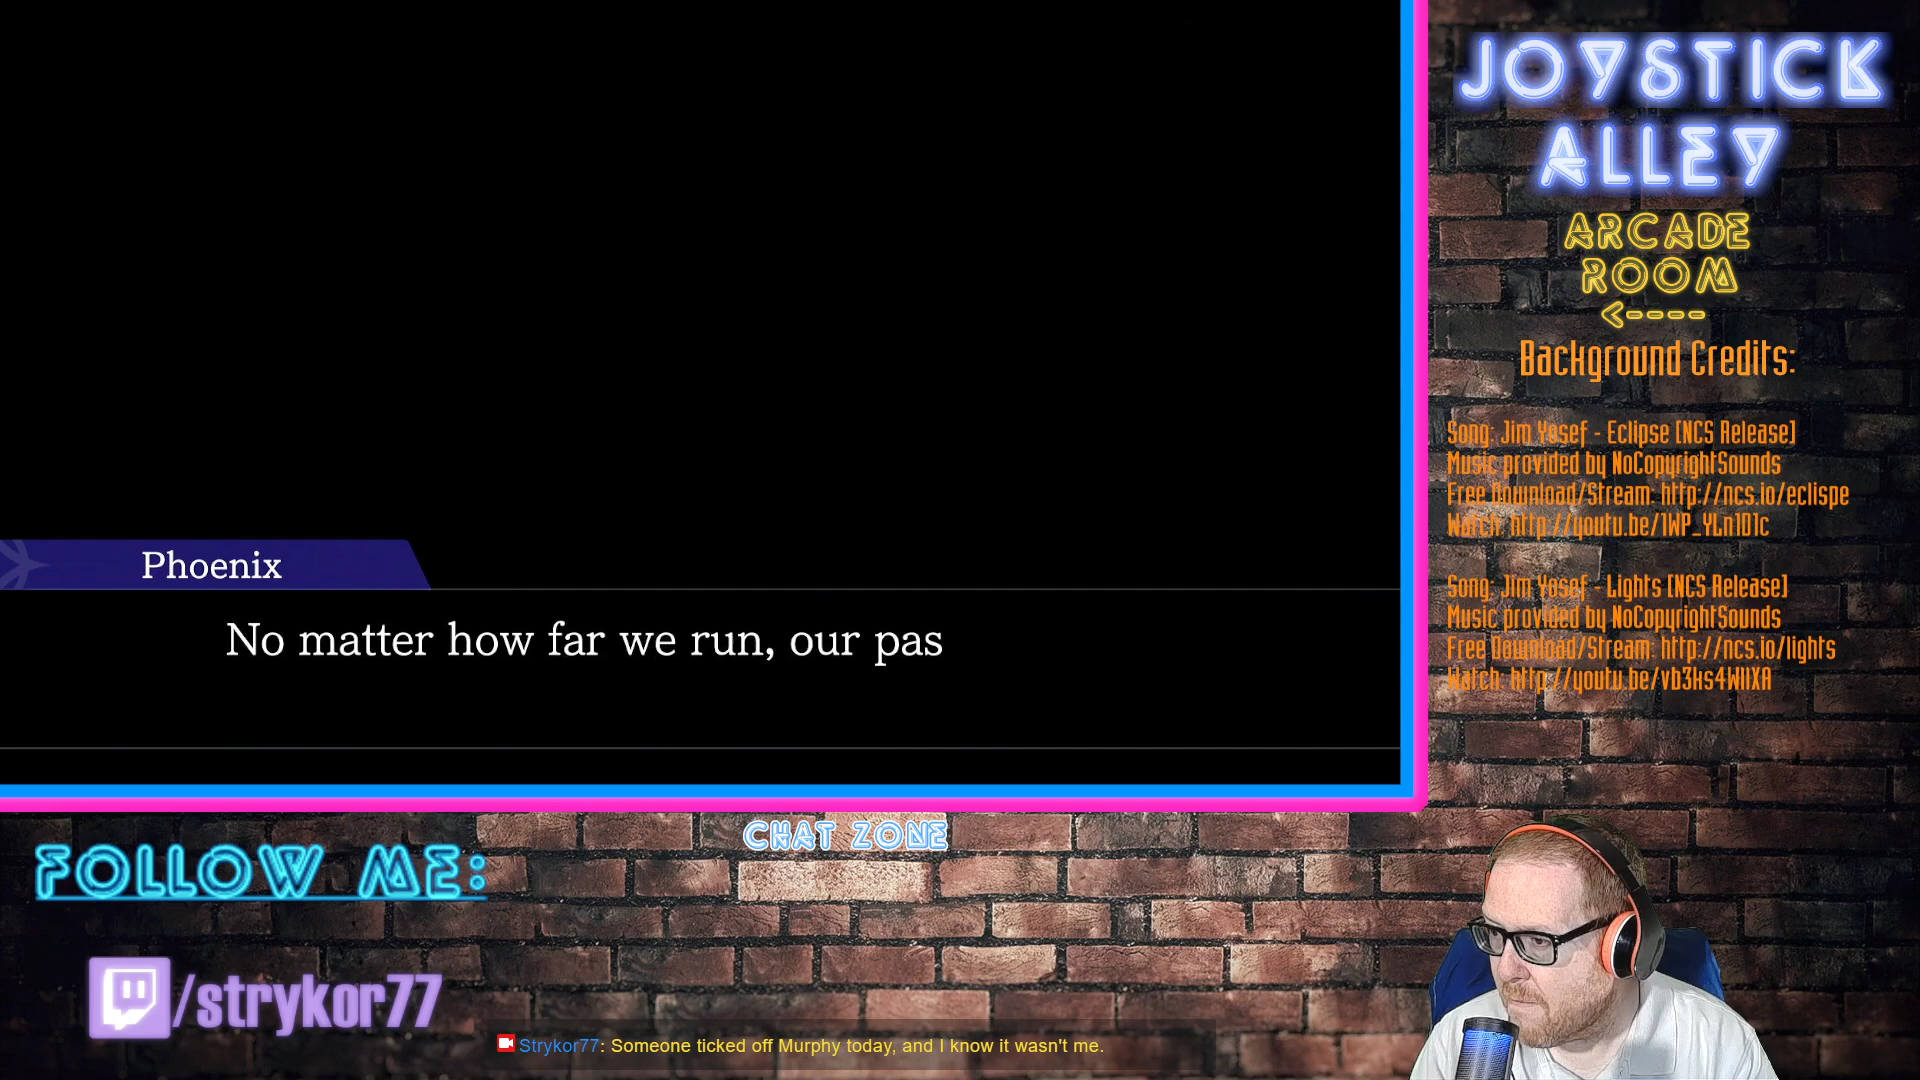 JOYSTICK
ALLEY
ARCADE
ROOM
<----
Background Credits:
Song: Jim Yosef - Eclipse [NCS Release]
Music provided by NoCopyrightSounds
Free Download/Stream: http://ncs.io/eclispe
Watch: http://youtu.be/
Song: Jim Yosef - Lights [NCS Release]
Music provided by NoCopyrightSounds
Free Download/Stream: http://ncs.io/lights
Watch: http://youtu.be/
Phoenix
No matter how far we run, our pas
CHAT ZONE
FOLLOW ME:
/strykor77
Strykor77: Someone ticked off Murphy today, and I know it wasn't me.